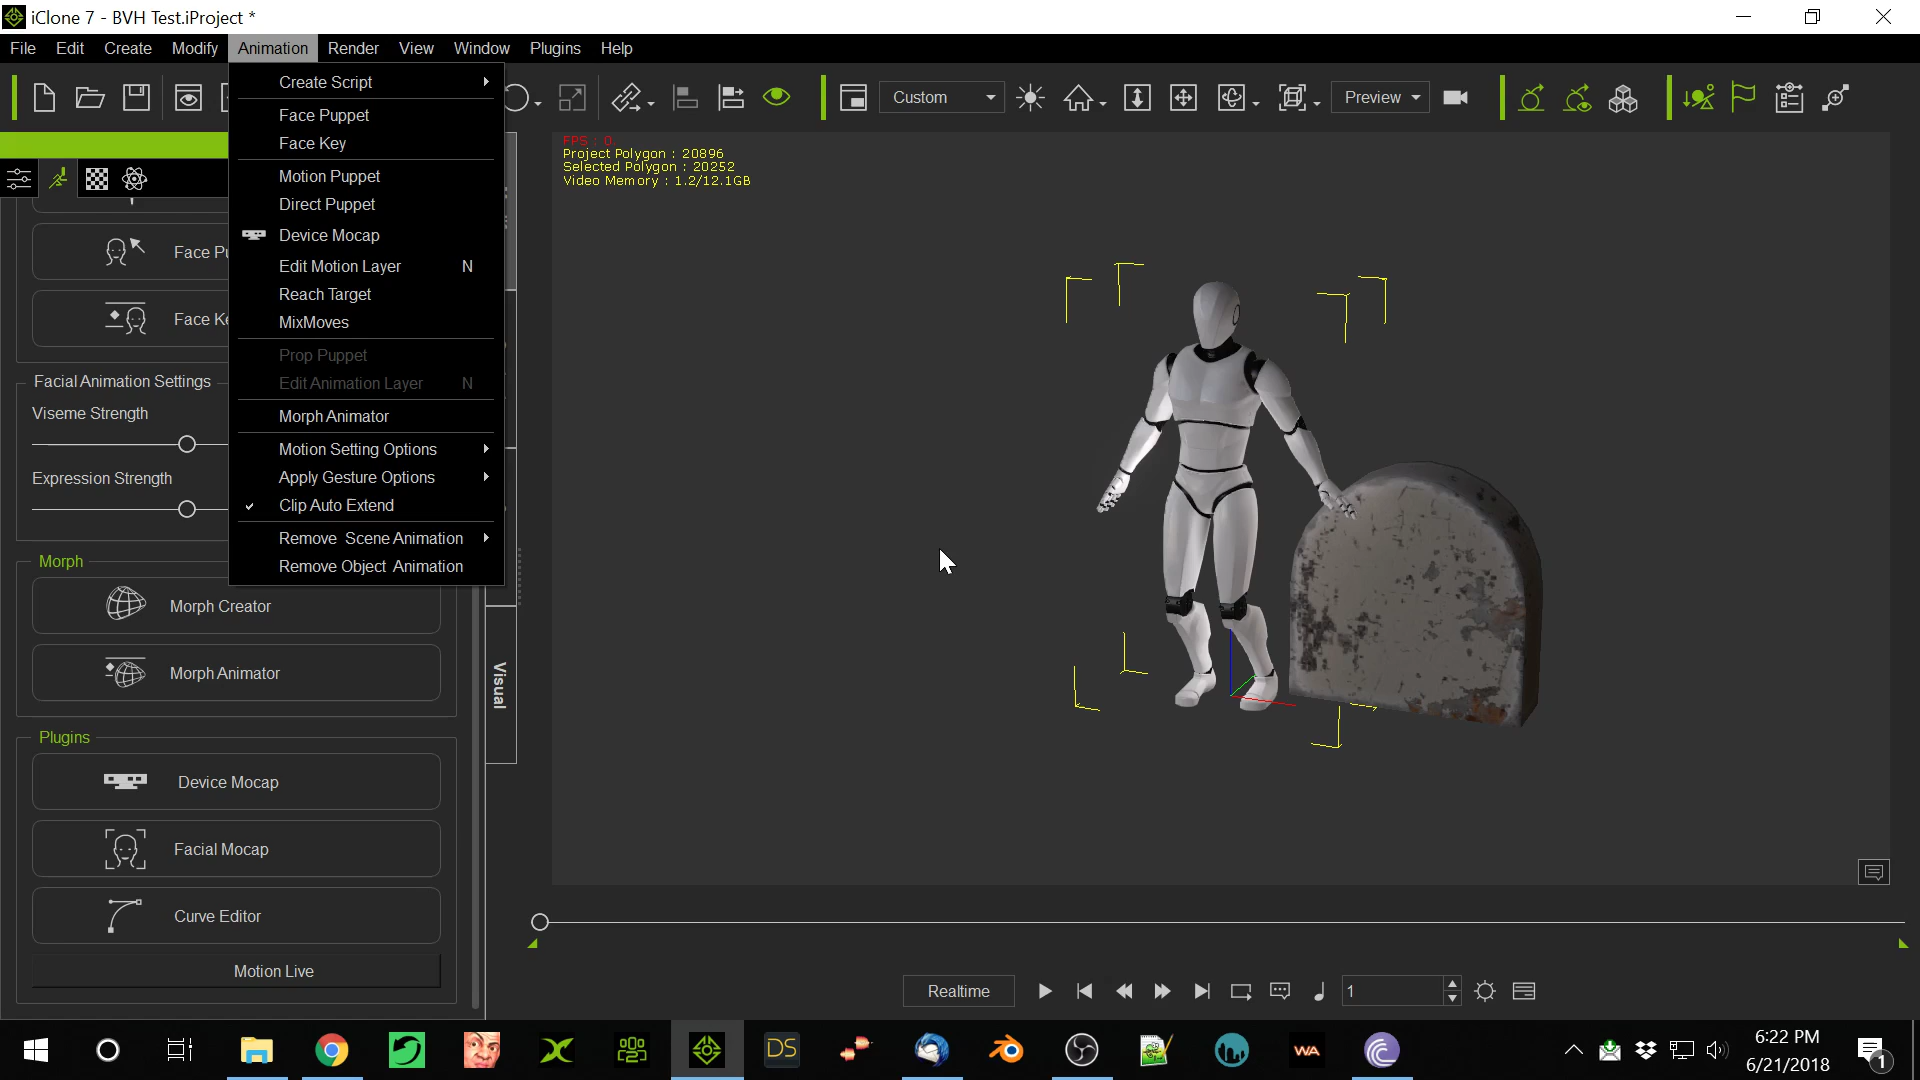 iClone 7 - BVH Test.iProject *
File Edit Create Modify Animation Render View Window Plugins Help
Create Script
Face Puppet
Face Key
Motion Puppet
Direct Puppet
Device Mocap
Edit Motion Layer N
Reach Target
MixMoves
Prop Puppet
Edit Animation Layer N
Morph Animator
Motion Setting Options
Apply Gesture Options
Clip Auto Extend
Remove Scene Animation
Remove Object Animation
Custom
Preview
FPS : 0
Project Polygon : 20896
Selected Polygon : 20252
Video Memory : 1.2/12.1GB
Face Pu
Face Ke
Facial Animation Settings
Viseme Strength
Expression Strength
Morph
Morph Creator
Morph Animator
Visual
Plugins
Device Mocap
Facial Mocap
Curve Editor
Motion Live
Realtime
1
DS
WA
6:22 PM
6/21/2018
1